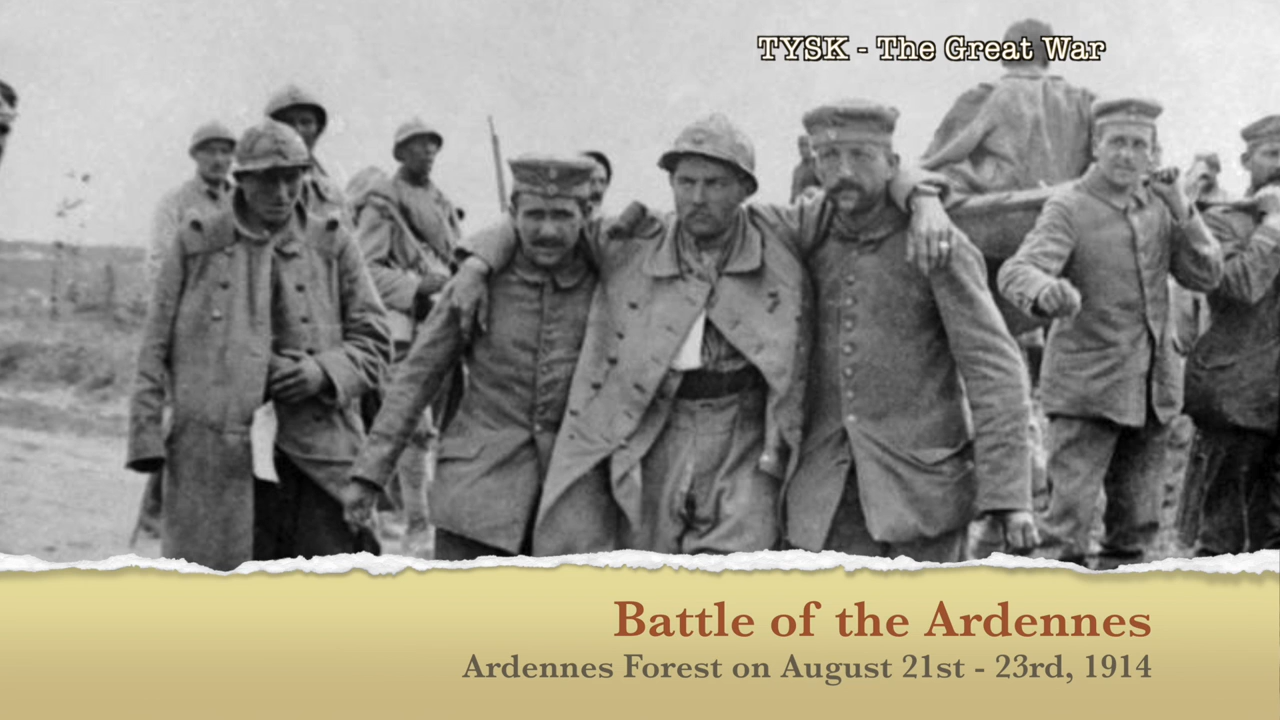 TYSK - The Great War
Battle of the Ardennes
Ardennes Forest on August 21st - 23rd, 1914